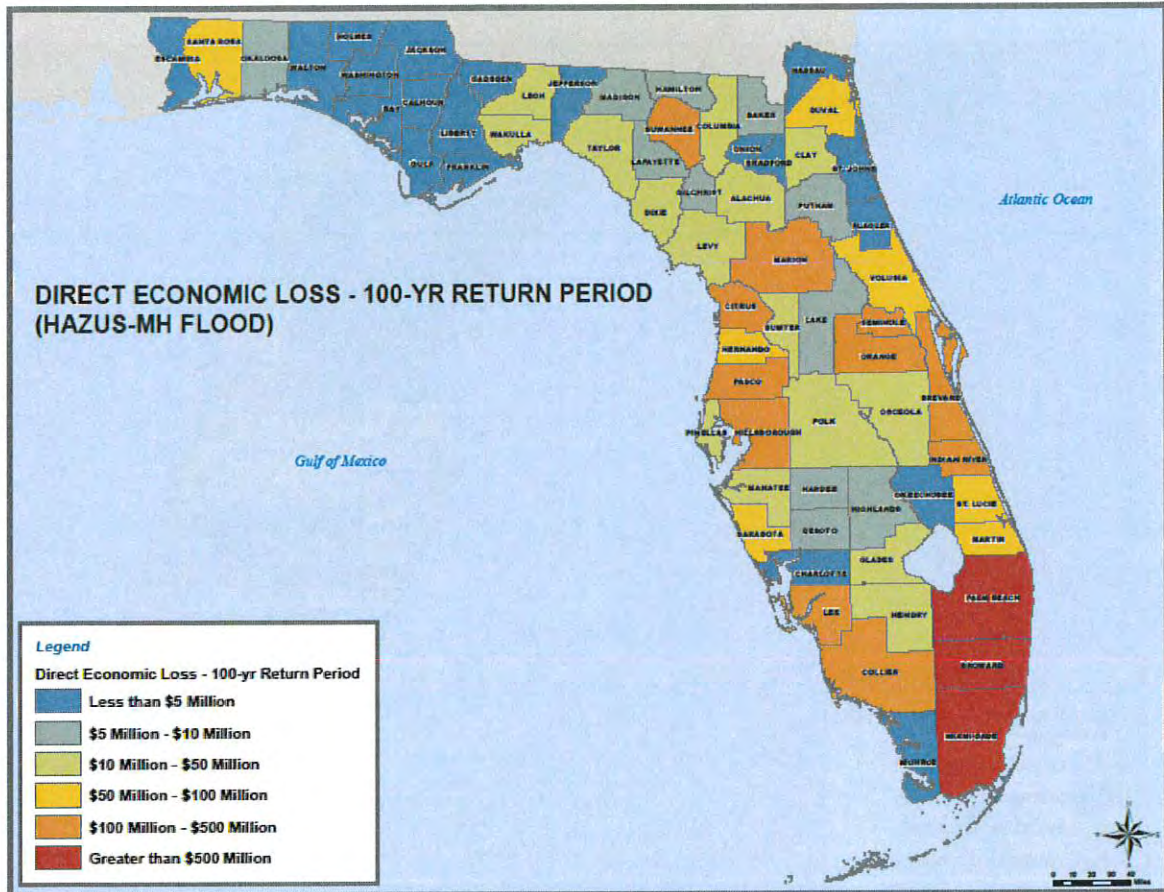 SANTA ROSA
HOLMES
ESCAMBIA
OKALOOSA
WALTON
JACKSON
WASHINGTON
GADSDEN
JEFFERSON
HAMILTON
NASSAU
LEON
MADISON
BAY
CALHOUN
BAKER
DUVAL
LIBERTY
WAKULLA
SUWANNEE
COLUMBIA
TAYLOR
UNION
BRADFORD
CLAY
LAFAYETTE
ST. JOHNS
GULF
FRANKLIN
GILCHRIST
ALACHUA
PUTNAM
DIXIE
FLAGLER
Atlantic Ocean
LEVY
MARION
VOLUSIA
DIRECT ECONOMIC LOSS - 100-YR RETURN PERIOD
(HAZUS-MH FLOOD)
CITRUS
SUMTER
LAKE
SEMINOLE
HERNANDO
ORANGE
PASCO
BREVARD
OSCEOLA
POLK
PINELLAS
HILLSBOROUGH
INDIAN RIVER
Gulf of Mexico
MANATEE
HARDEE
OKEECHOBEE
HIGHLANDS
ST. LUCIE
SARASOTA
DESOTO
MARTIN
GLADES
CHARLOTTE
PALM BEACH
LEE
HENDRY
BROWARD
COLLIER
MIAMI-DADE
MONROE
Legend
Direct Economic Loss - 100-yr Return Period
Less than $5 Million
$5 Million - $10 Million
$10 Million - $50 Million
$50 Million - $100 Million
$100 Million - $500 Million
Greater than $500 Million
0 10 20 30 40
Miles